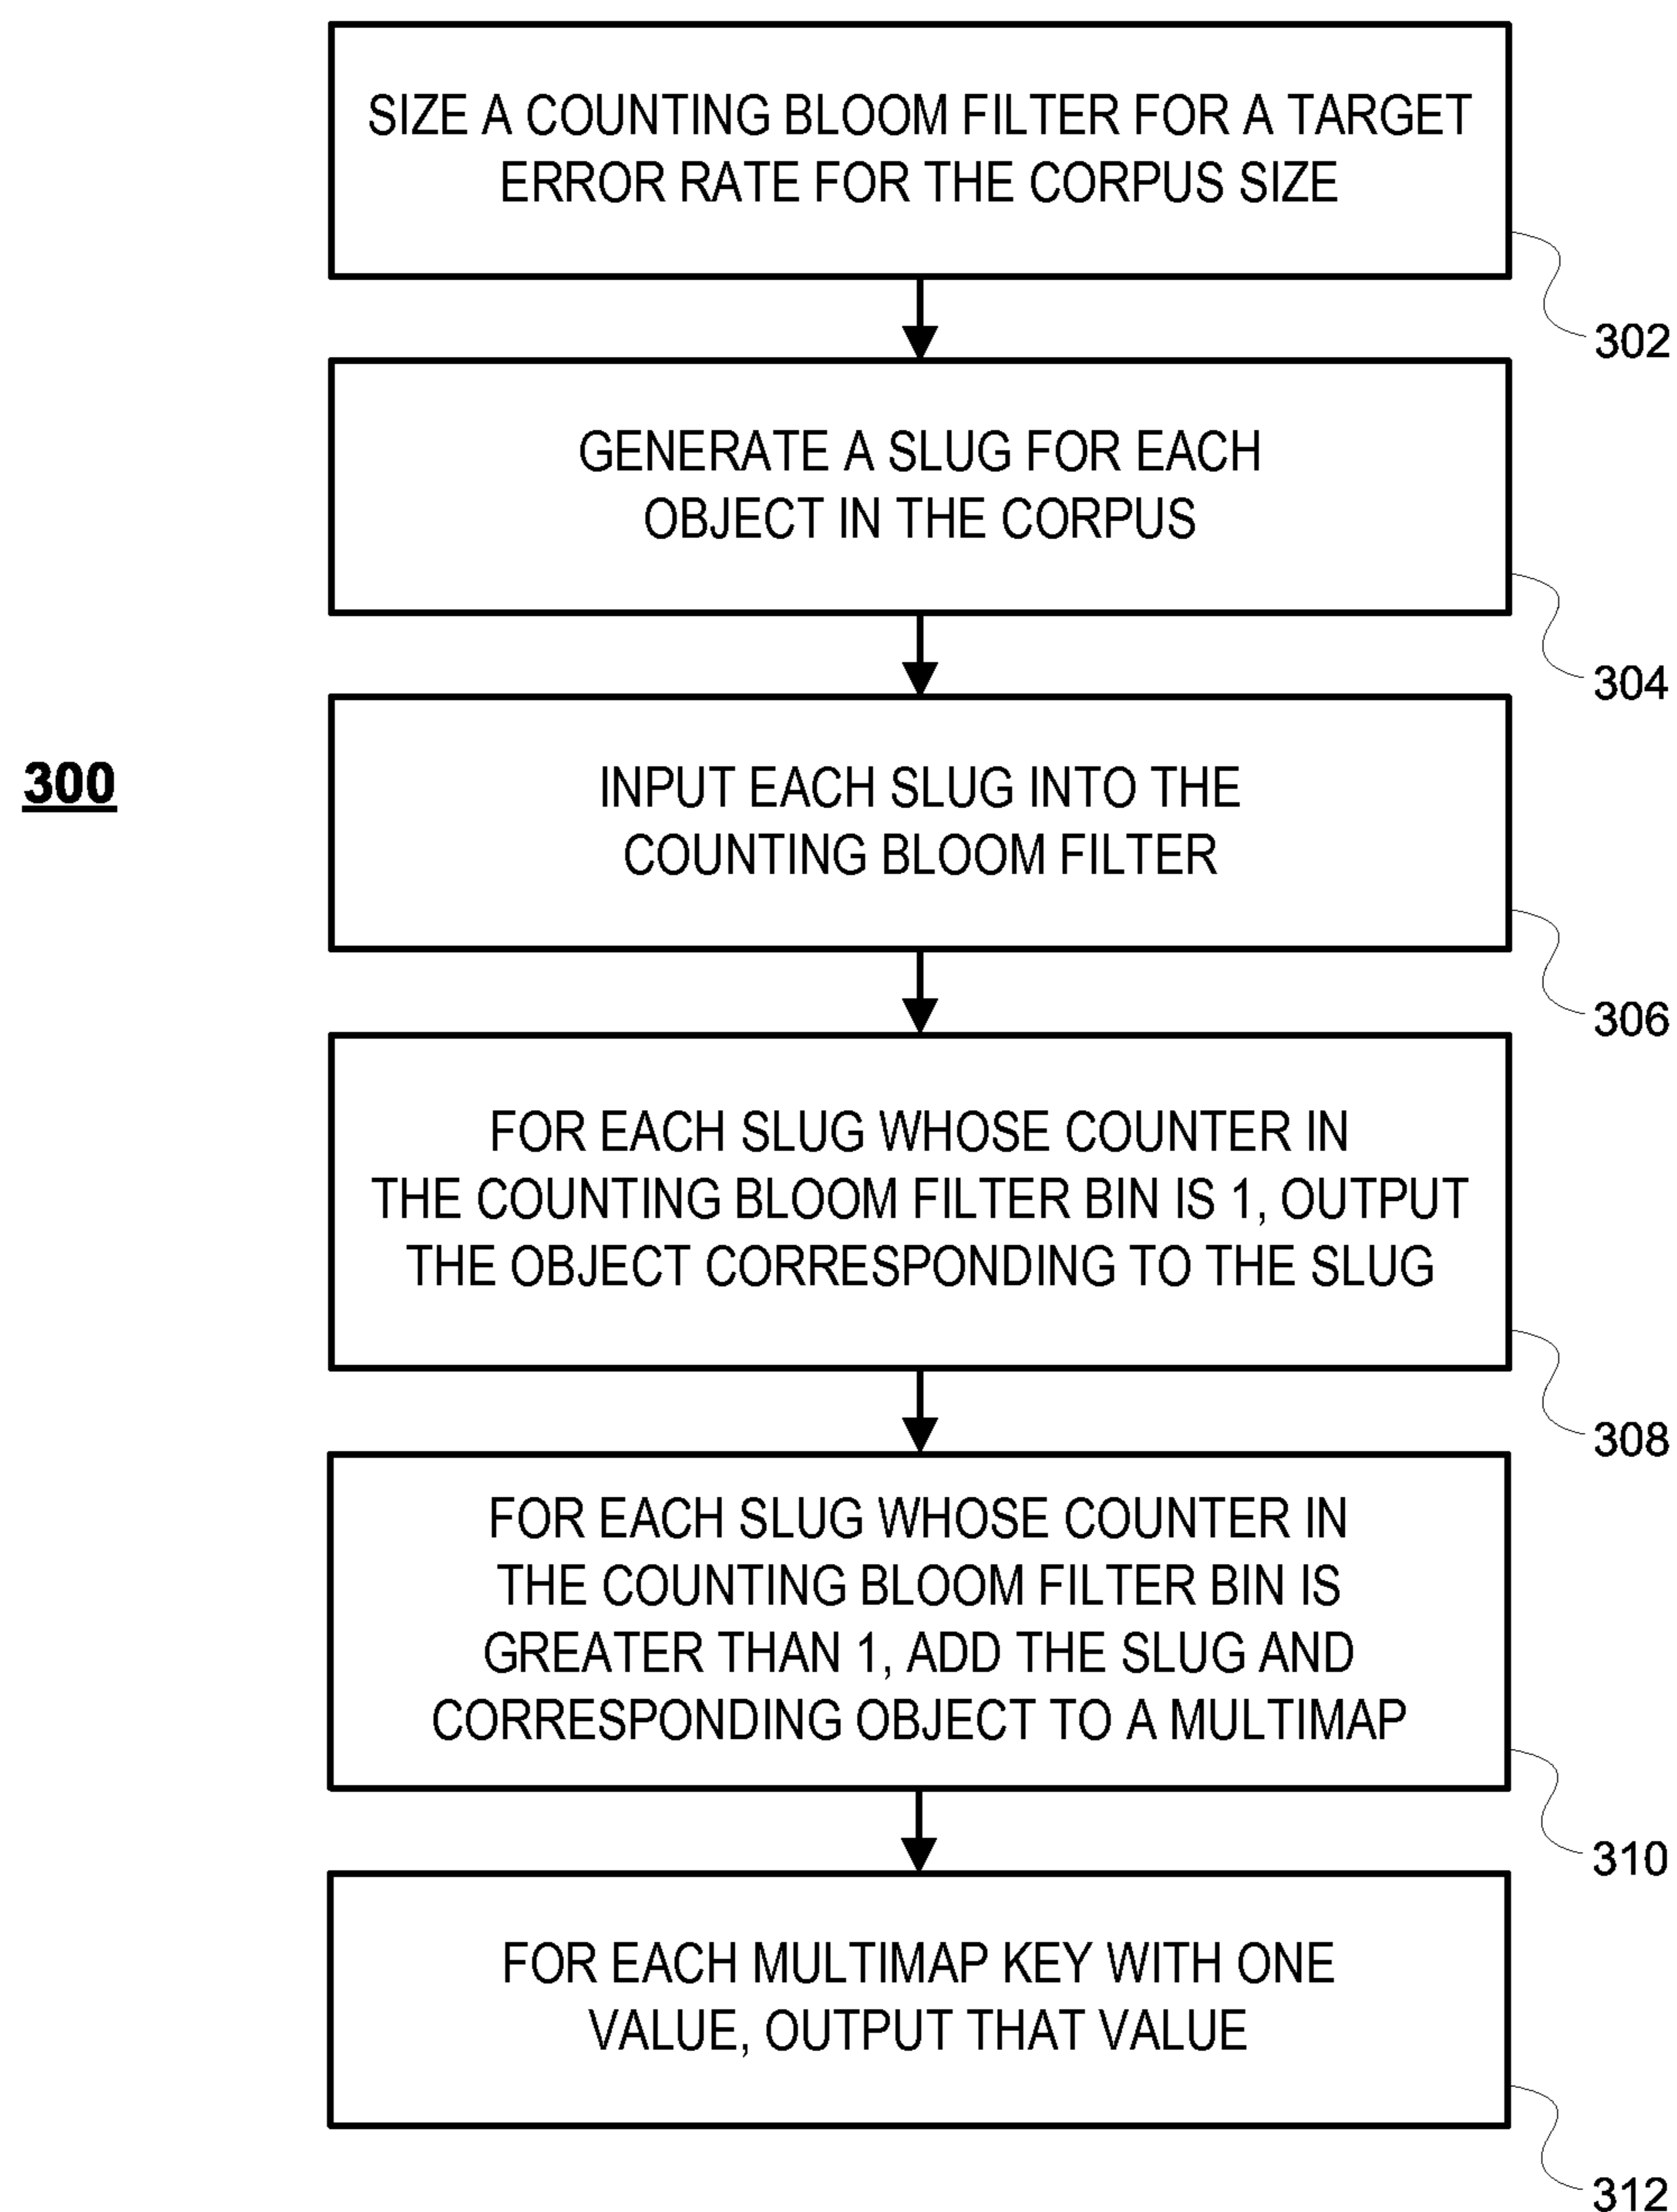 SIZE A COUNTING BLOOM FILTER FOR A TARGET
ERROR RATE FOR THE CORPUS SIZE
302
GENERATE A SLUG FOR EACH
OBJECT IN THE CORPUS
304
300
INPUT EACH SLUG INTO THE
COUNTING BLOOM FILTER
306
FOR EACH SLUG WHOSE COUNTER IN
THE COUNTING BLOOM FILTER BIN IS 1, OUTPUT
THE OBJECT CORRESPONDING TO THE SLUG
308
FOR EACH SLUG WHOSE COUNTER IN
THE COUNTING BLOOM FILTER BIN IS
GREATER THAN 1, ADD THE SLUG AND
CORRESPONDING OBJECT TO A MULTIMAP
310
FOR EACH MULTIMAP KEY WITH ONE
VALUE, OUTPUT THAT VALUE
312